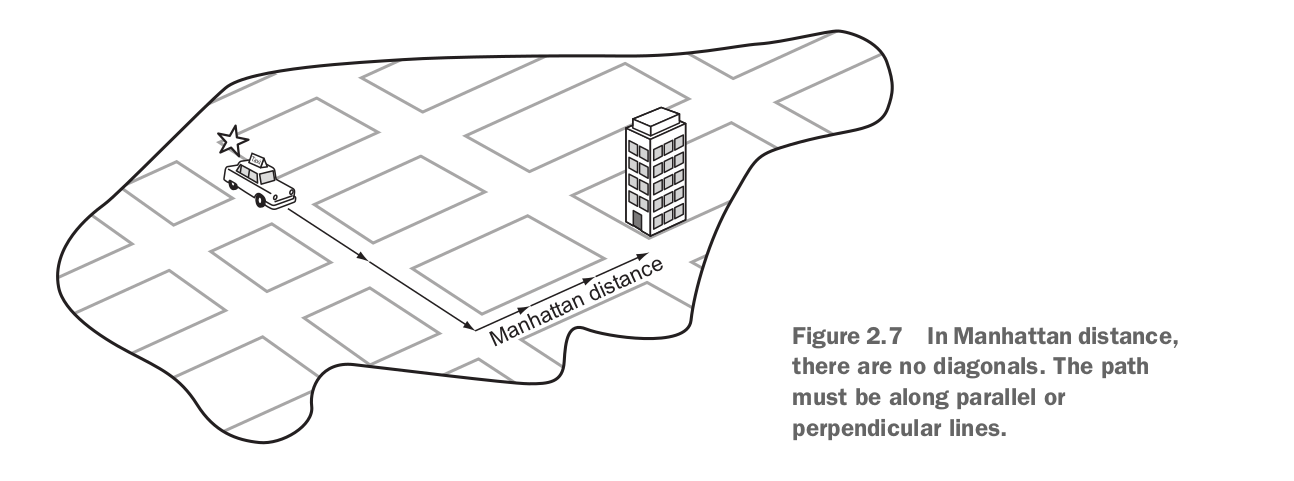 Taxi
Manhattan distance
Figure 2.7 In Manhattan distance,
there are no diagonals. The path
must be along parallel or
perpendicular lines.